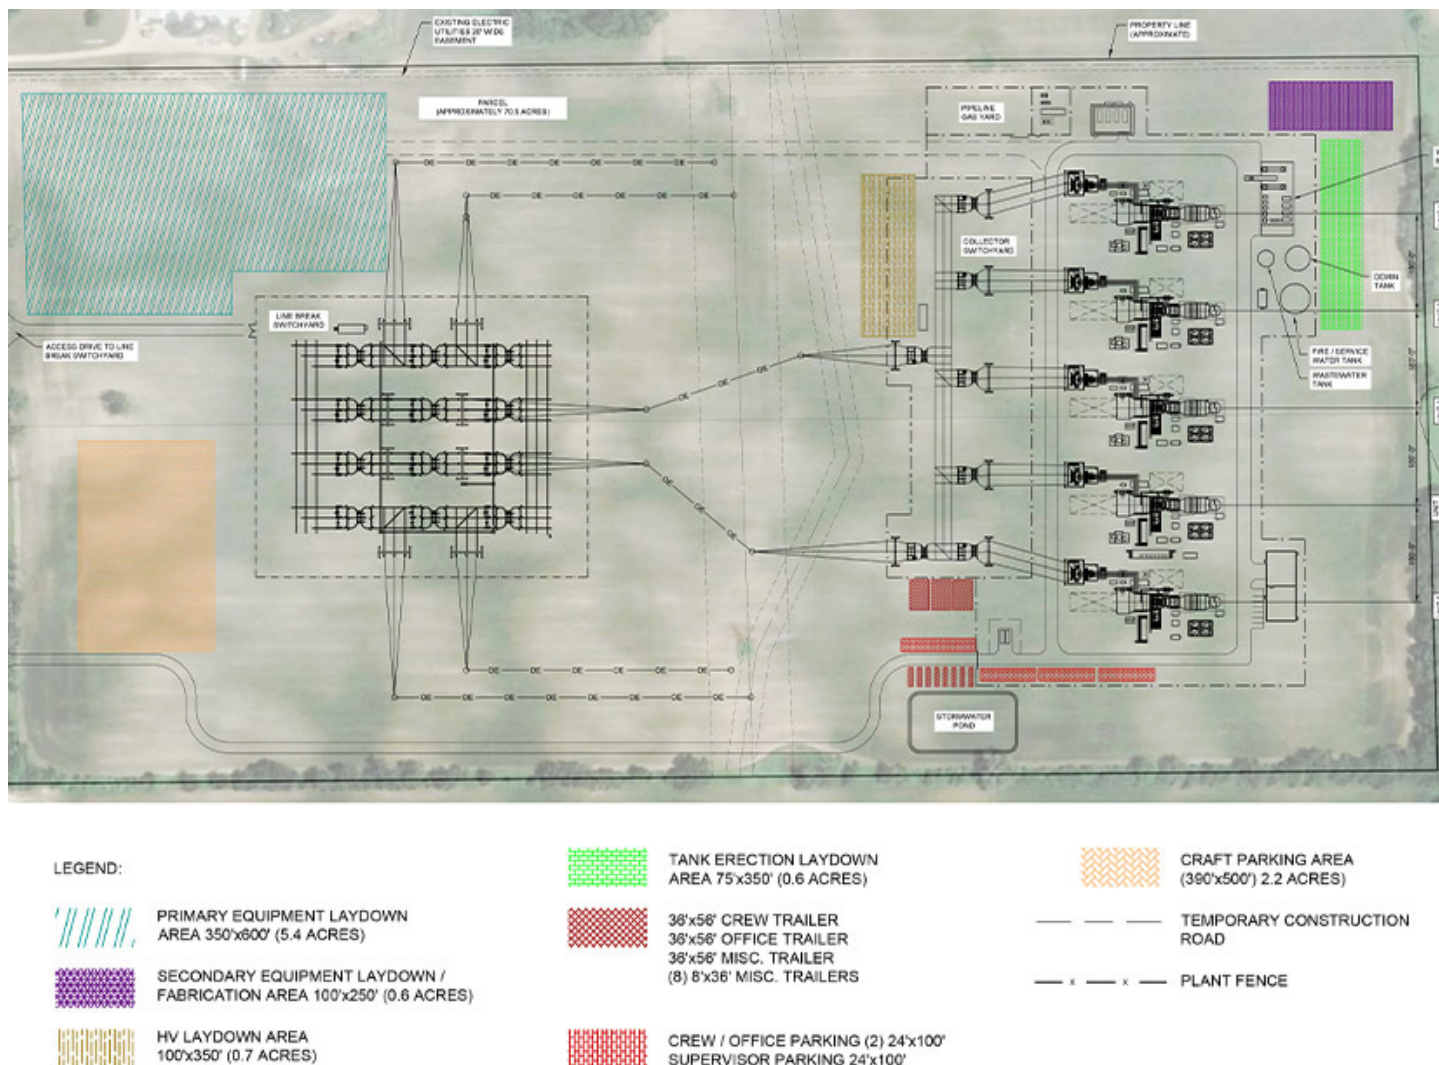 EXISTING ELECTRIC
UTILITIES 20' WIDE
EASEMENT
PROPERTY LINE
(APPROXIMATE)
PARCEL
(APPROXIMATELY 70.5 ACRES)
PIPELINE
GAS YARD
COLLECTOR
SWITCHYARD
DEMIN
TANK
LINE BREAK
SWITCHYARD
ACCESS DRIVE TO LINE
BREAK SWITCHYARD
FIRE / SERVICE
WATER TANK
WASTEWATER
TANK
STORMWATER
POND
OE OE OE OE OE OE
LEGEND:
PRIMARY EQUIPMENT LAYDOWN
AREA 350'x600' (5.4 ACRES)
SECONDARY EQUIPMENT LAYDOWN /
FABRICATION AREA 100'x250' (0.6 ACRES)
HV LAYDOWN AREA
100'x350' (0.7 ACRES)
TANK ERECTION LAYDOWN
AREA 75'x350' (0.6 ACRES)
36'x56' CREW TRAILER
36'x56' OFFICE TRAILER
36'x56' MISC. TRAILER
(8) 8'x36' MISC. TRAILERS
CREW / OFFICE PARKING (2) 24'x100'
SUPERVISOR PARKING 24'x100'
CRAFT PARKING AREA
(390'x500') 2.2 ACRES)
TEMPORARY CONSTRUCTION
ROAD
x x
PLANT FENCE